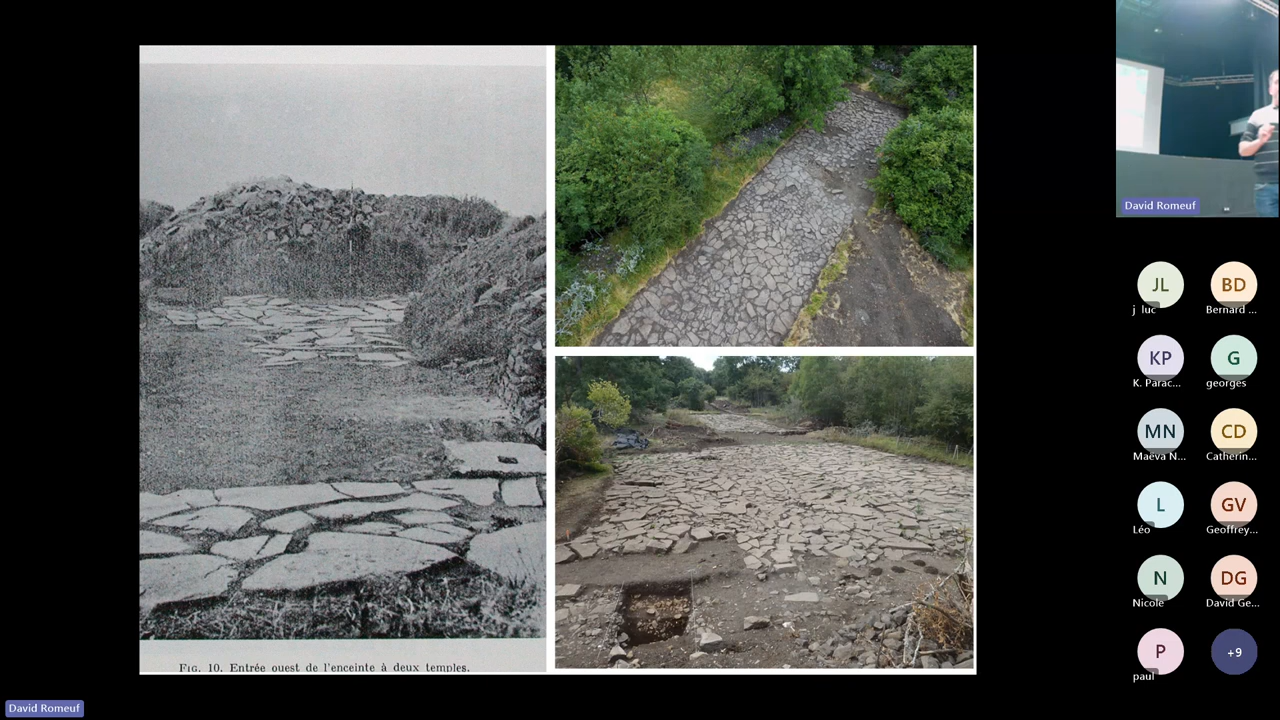 FIG. 10. Entrée ouest de l'enceinte à deux temples.
David Romeuf
JL
j luc
BD
Bernard ...
KP
K. Parac...
G
georges
MN
Maëva N...
CD
Catherin...
L
Léo
GV
Geoffrey...
N
Nicole
DG
David Ge...
P
paul
+9
David Romeuf